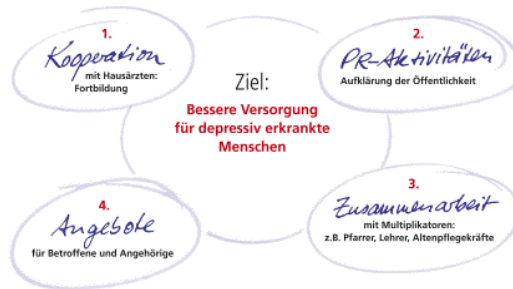 1.
Kooperation
mit Hausärzten:
Fortbildung
2.
PR-Aktivitäten
Aufklärung der Öffentlichkeit
Ziel:
Bessere Versorgung
für depressiv erkrankte
Menschen
3.
Zusammenarbeit
mit Multiplikatoren:
z.B. Pfarrer, Lehrer, Altenpflegekräfte
4.
Angebote
für Betroffene und Angehörige